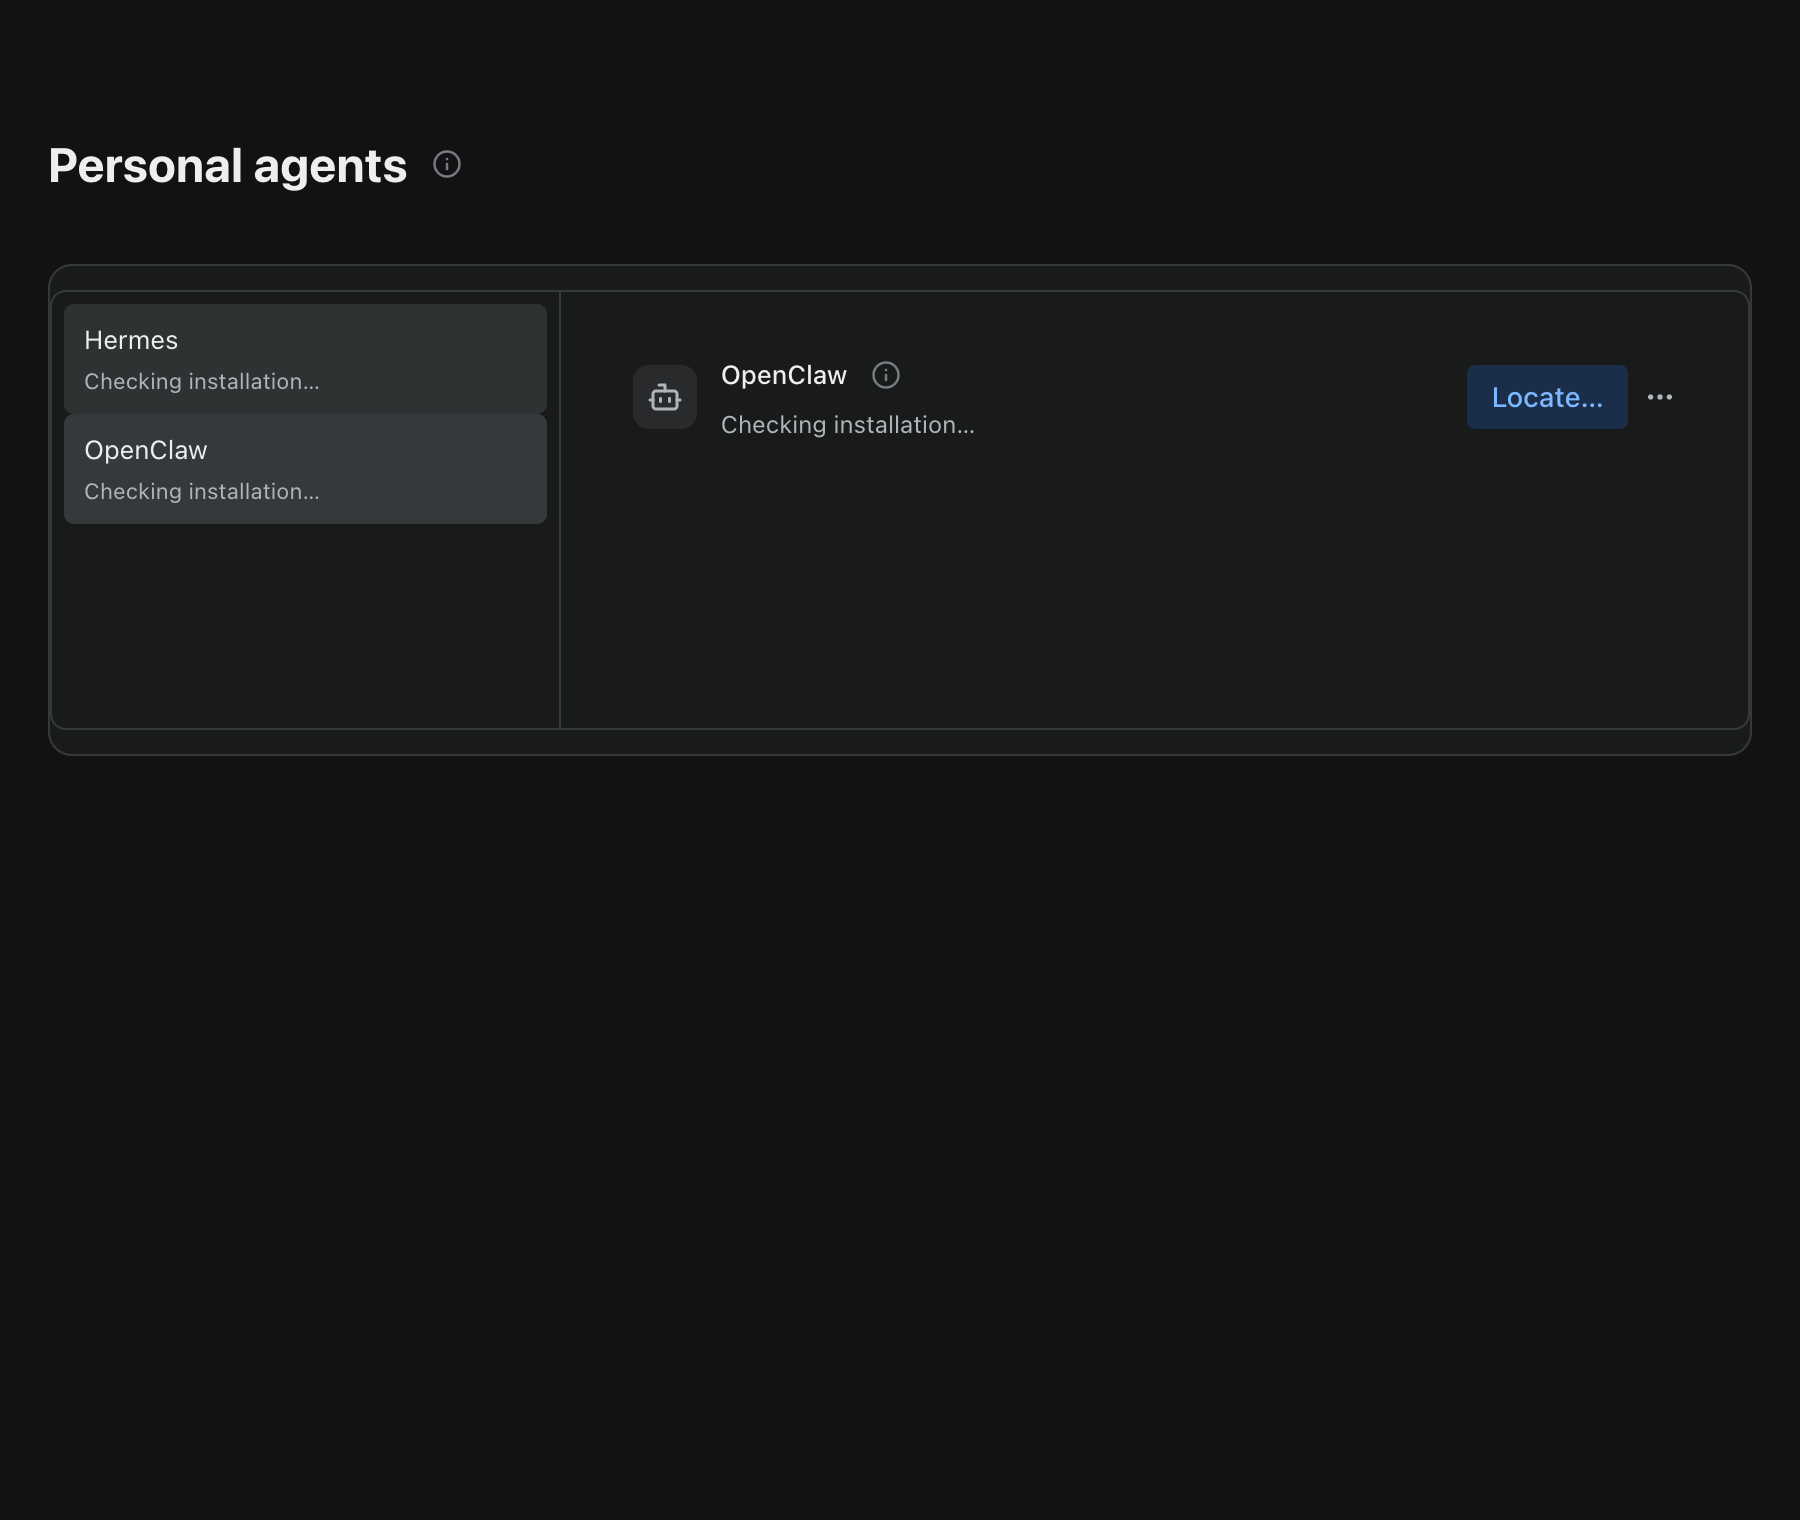 Personal agents
Hermes
Checking installation...
OpenClaw
Checking installation...
OpenClaw
Checking installation...
Locate...